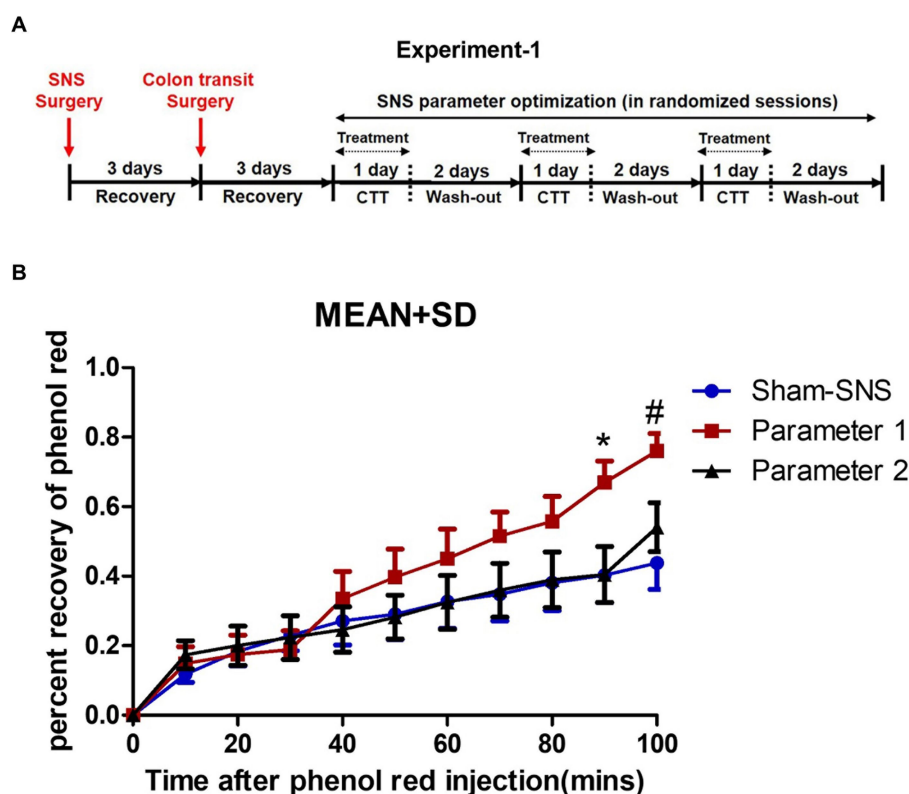 A
Experiment-1
SNS
Surgery
Colon transit
Surgery
SNS parameter optimization (in randomized sessions)
Treatment Treatment Treatment
3 days 3 days 1 day 2 days 1 day 2 days 1 day 2 days
Recovery Recovery CTT Wash-out CTT Wash-out CTT Wash-out
B
MEAN+SD
percent recovery of phenol red
1.0
0.8
0.6
0.4
0.2
0.0
* #
Sham-SNS
Parameter 1
Parameter 2
0 20 40 60 80 100
Time after phenol red injection(mins)